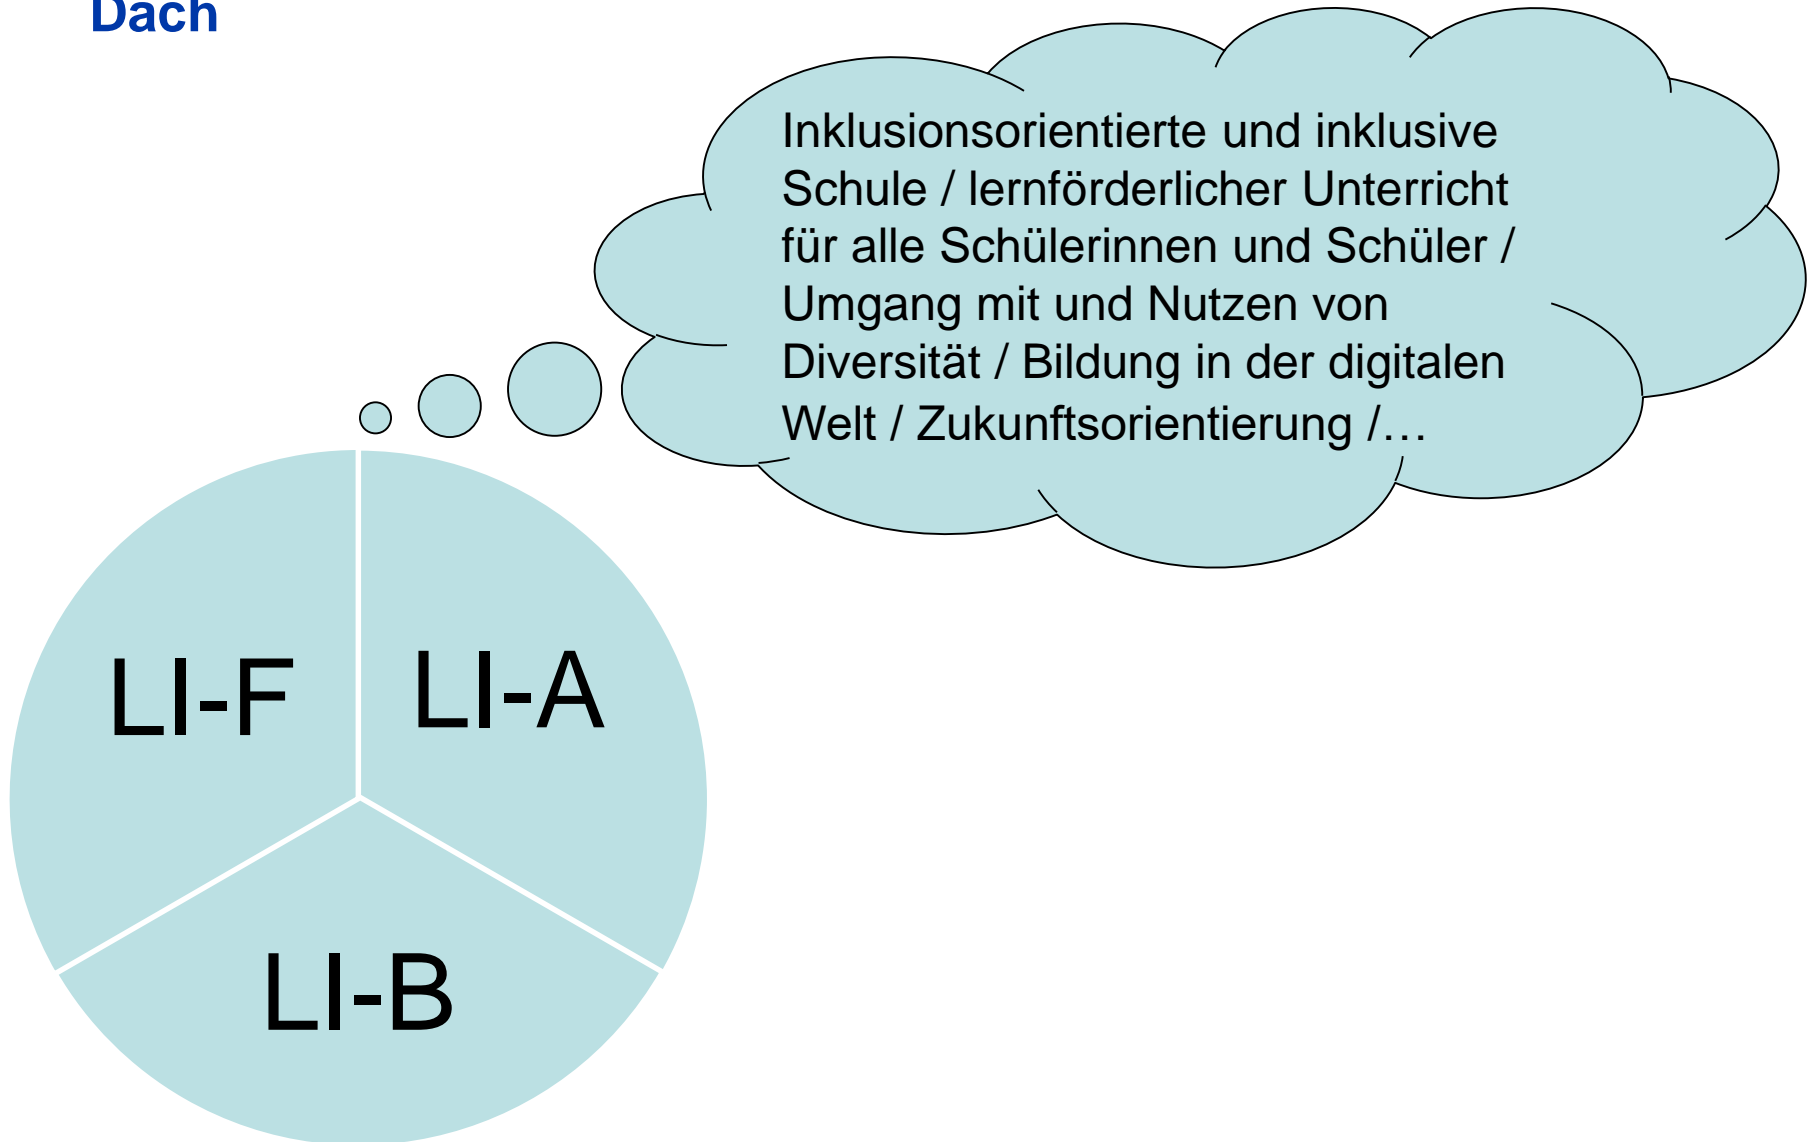 Dach
Inklusionsorientierte und inklusive
Schule / lernförderlicher Unterricht
für alle Schülerinnen und Schüler /
Umgang mit und Nutzen von
Diversität / Bildung in der digitalen
Welt / Zukunftsorientierung /…
LI-F
LI-A
LI-B